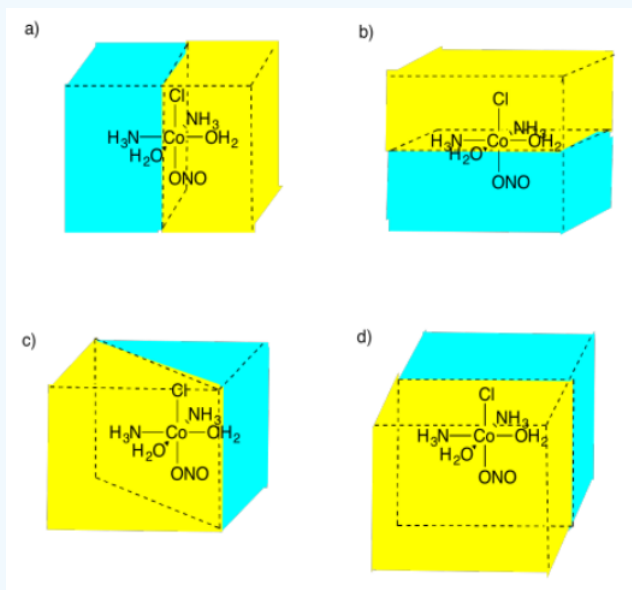 a)
Cl
NH3
H3N Co OH2
H2O
ONO
b)
Cl
NH3
H3N Co OH2
H2O
ONO
c)
Cl
NH3
H3N Co OH2
H2O
ONO
d)
Cl
NH3
H3N Co OH2
H2O
ONO